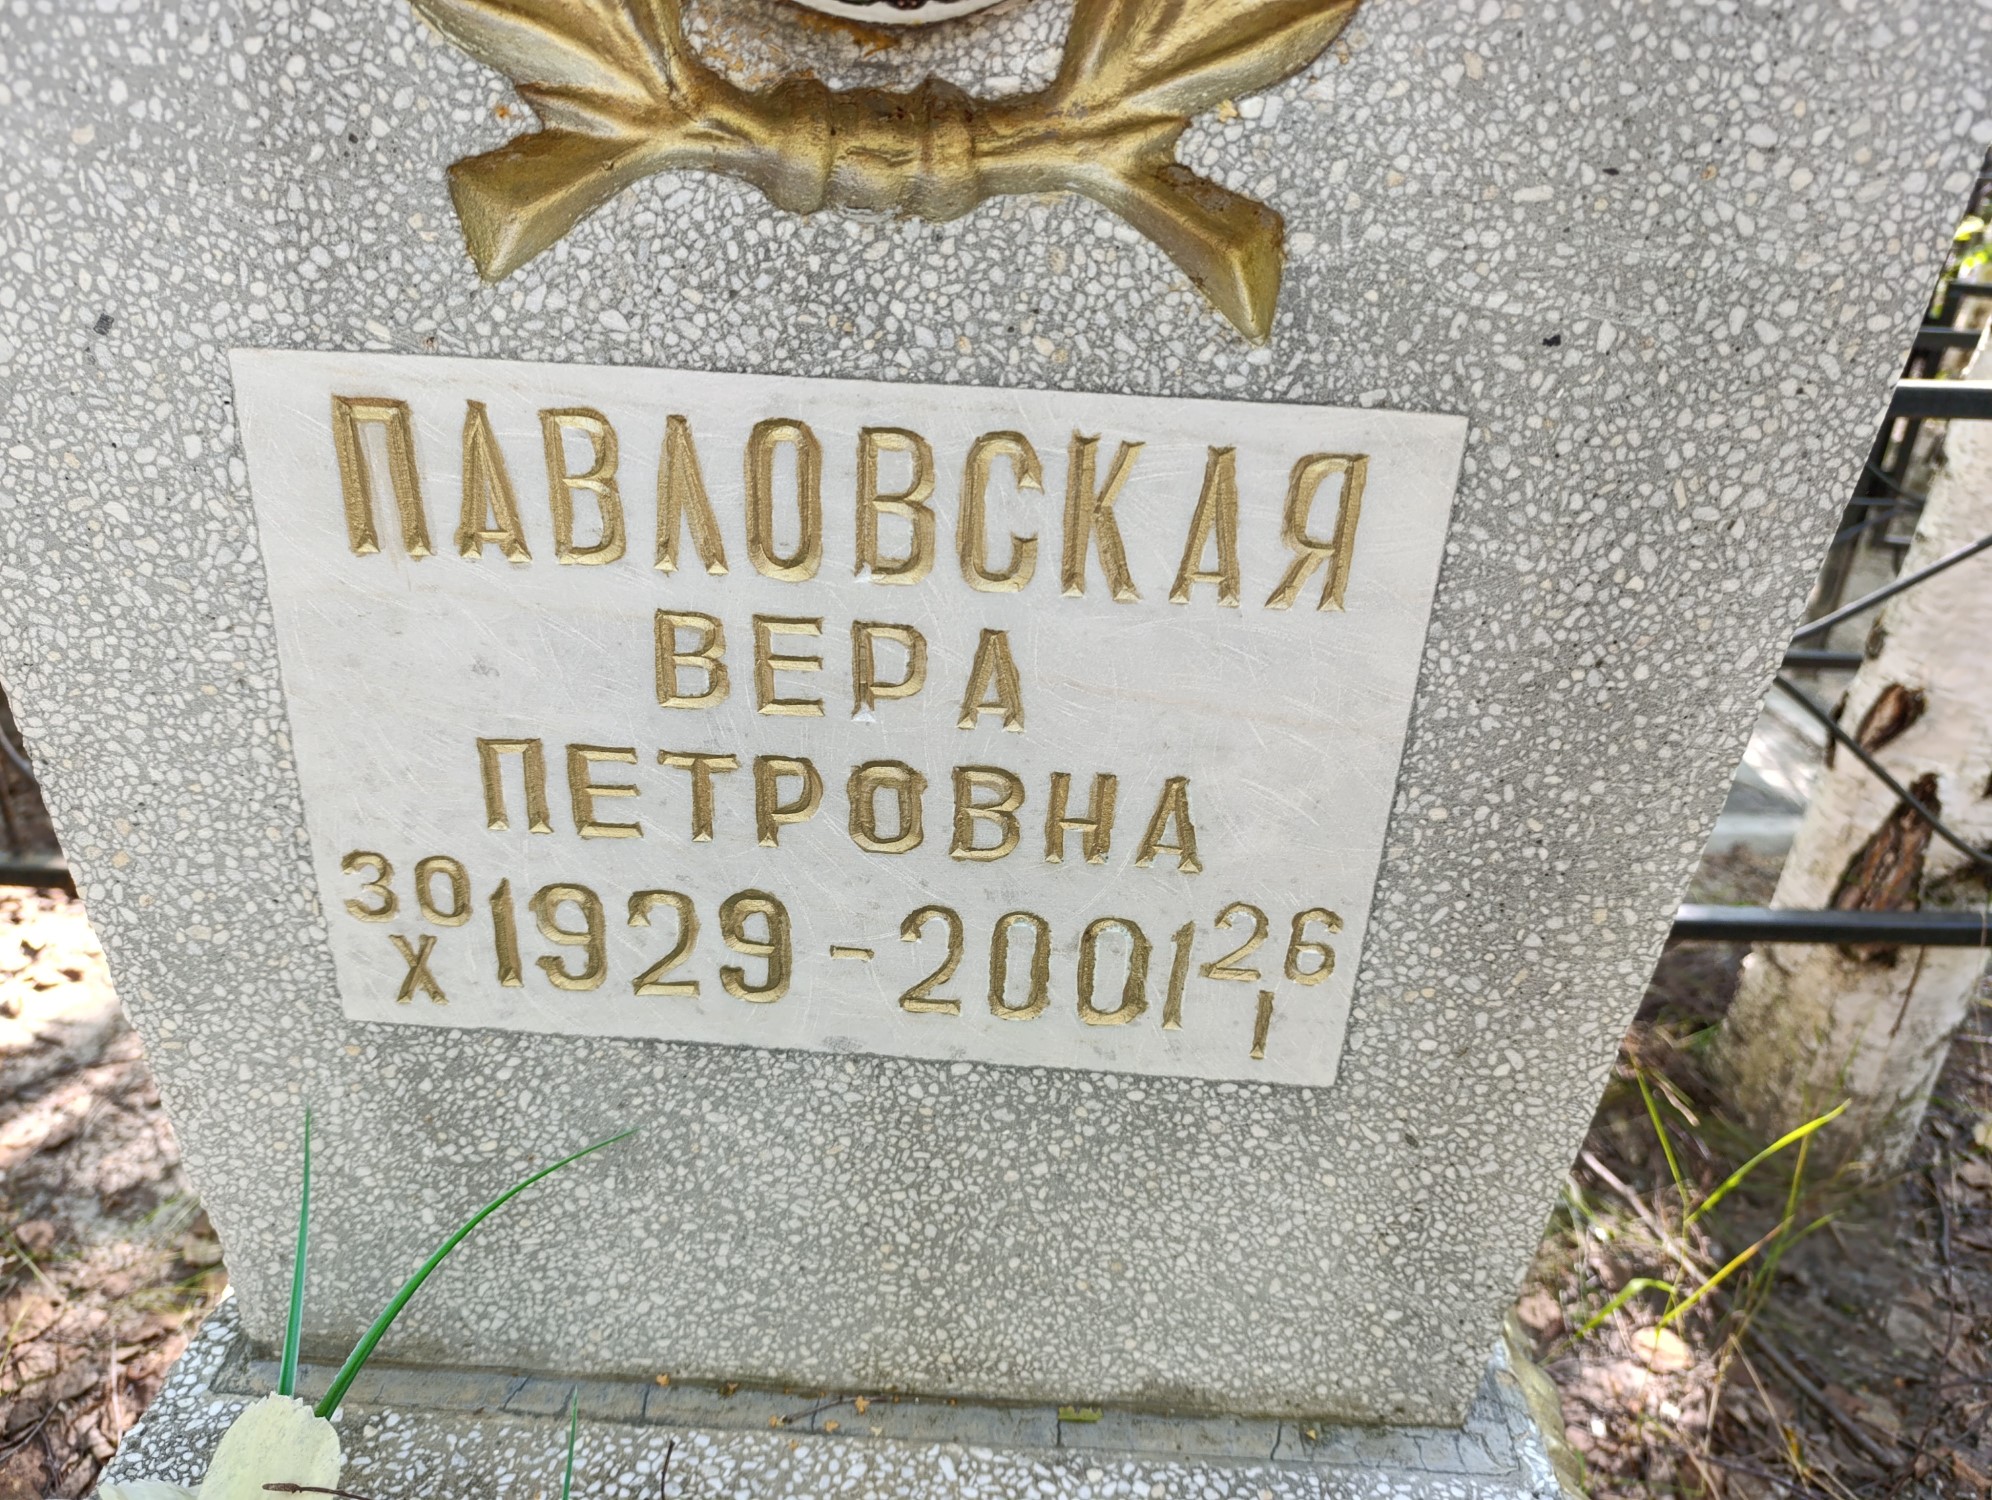 ПАВЛОВСКАЯ
ВЕРА
ПЕТРОВНА
30 X 1929-2001 26 I